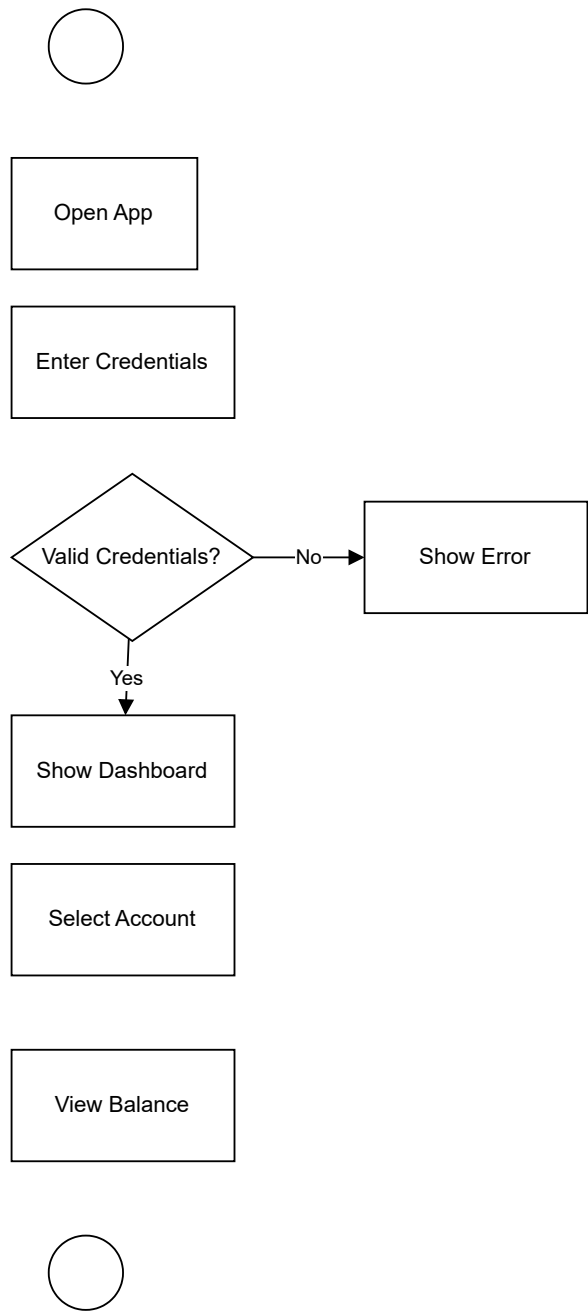 Open App
Enter Credentials
Valid Credentials?
No
Show Error
Yes
Show Dashboard
Select Account
View Balance